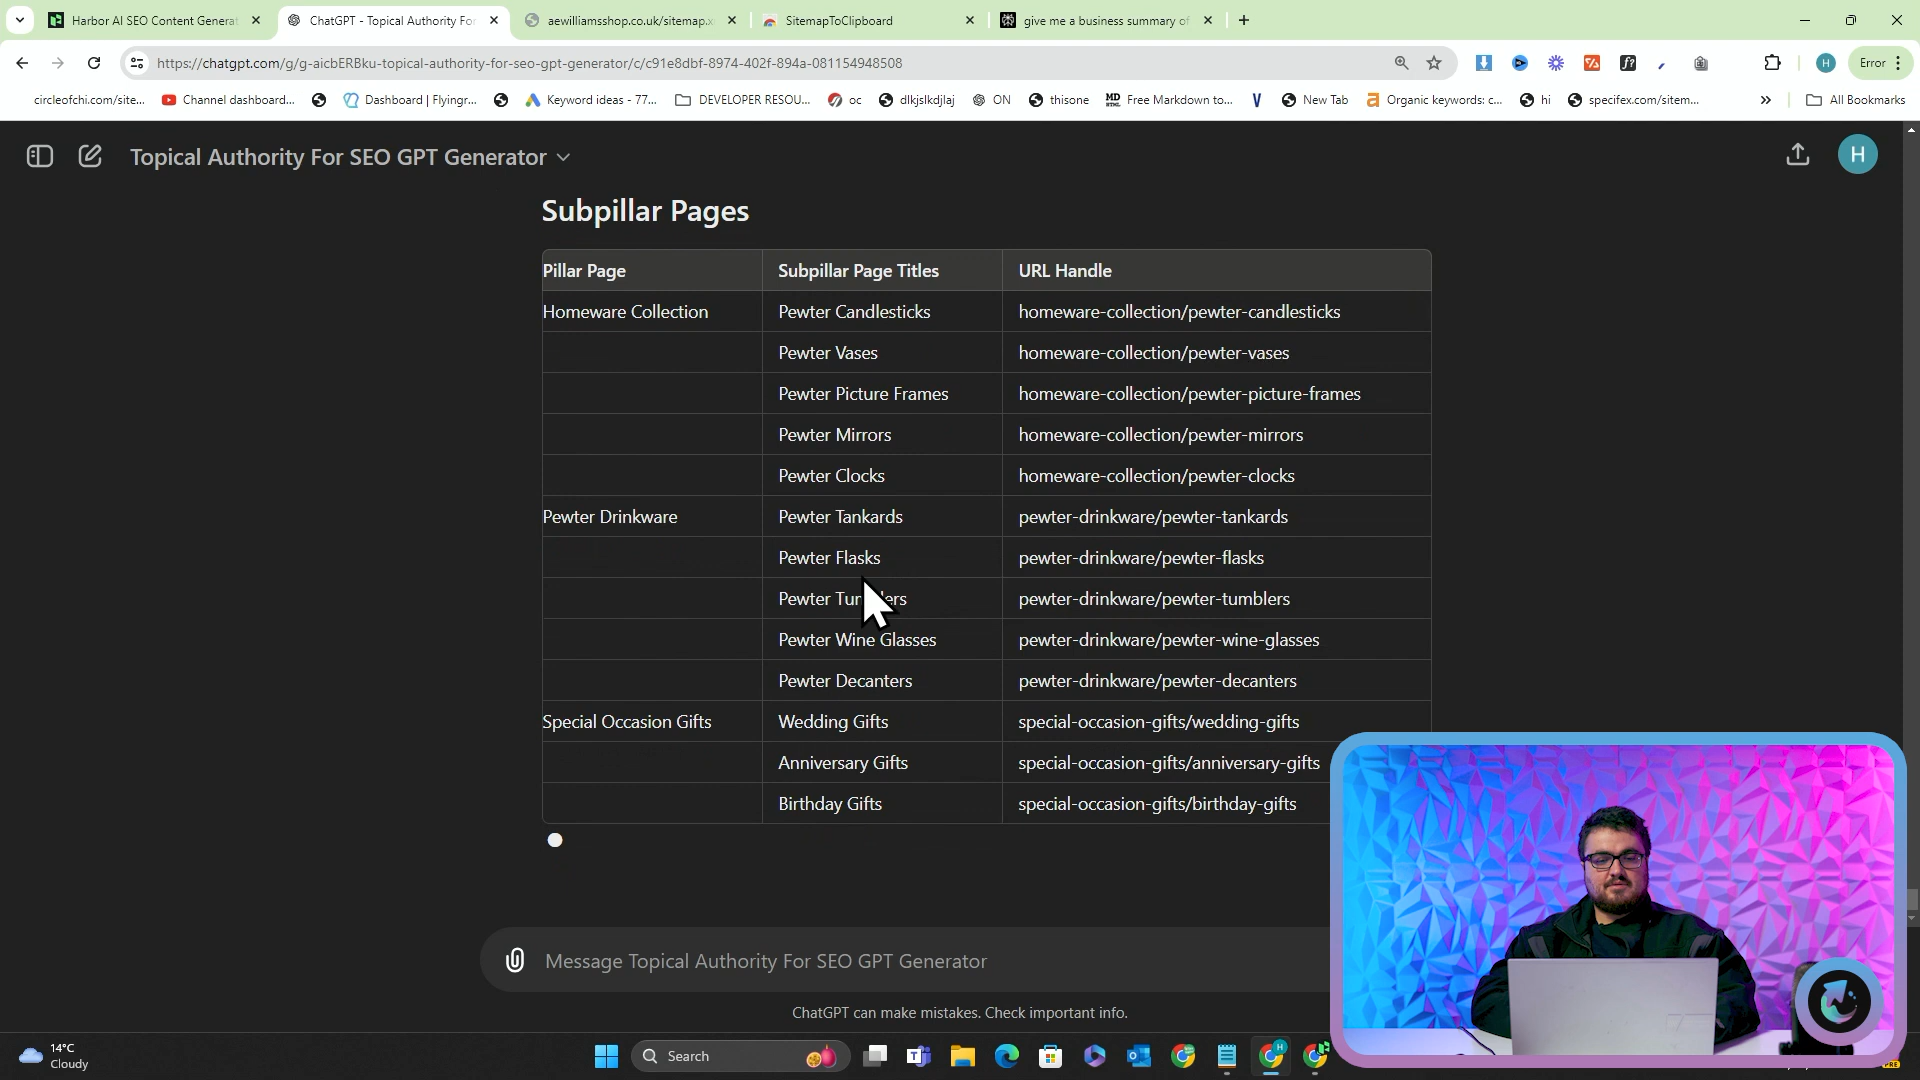 Harbor AI SEO Content Generat
ChatGPT - Topical Authority Fo
aewilliamsshop.co.uk/sitemap.x
SitemapToClipboard
give me a business summary of
https://chatgpt.com/g/g-aicbERBku-topical-authority-for-seo-gpt-generator/c/c91e8dbf-8974-402f-894a-081154948508
H
Error
circleofchi.com/site...
Channel dashboard...
Dashboard | Flyingr...
Keyword ideas - 77...
DEVELOPER RESOU...
oc
dlkjslkdjlaj
ON
thisone
Free Markdown to...
New Tab
Organic keywords: c...
hi
specifex.com/sitem...
All Bookmarks
Topical Authority For SEO GPT Generator
H
Subpillar Pages
Pillar Page Subpillar Page Titles URL Handle
Homeware Collection Pewter Candlesticks homeware-collection/pewter-candlesticks
Pewter Vases homeware-collection/pewter-vases
Pewter Picture Frames homeware-collection/pewter-picture-frames
Pewter Mirrors homeware-collection/pewter-mirrors
Pewter Clocks homeware-collection/pewter-clocks
Pewter Drinkware Pewter Tankards pewter-drinkware/pewter-tankards
Pewter Flasks pewter-drinkware/pewter-flasks
Pewter Tumblers pewter-drinkware/pewter-tumblers
Pewter Wine Glasses pewter-drinkware/pewter-wine-glasses
Pewter Decanters pewter-drinkware/pewter-decanters
Special Occasion Gifts Wedding Gifts special-occasion-gifts/wedding-gifts
Anniversary Gifts special-occasion-gifts/anniversary-gifts
Birthday Gifts special-occasion-gifts/birthday-gifts
Message Topical Authority For SEO GPT Generator
ChatGPT can make mistakes. Check important info.
14°C
Cloudy
Search